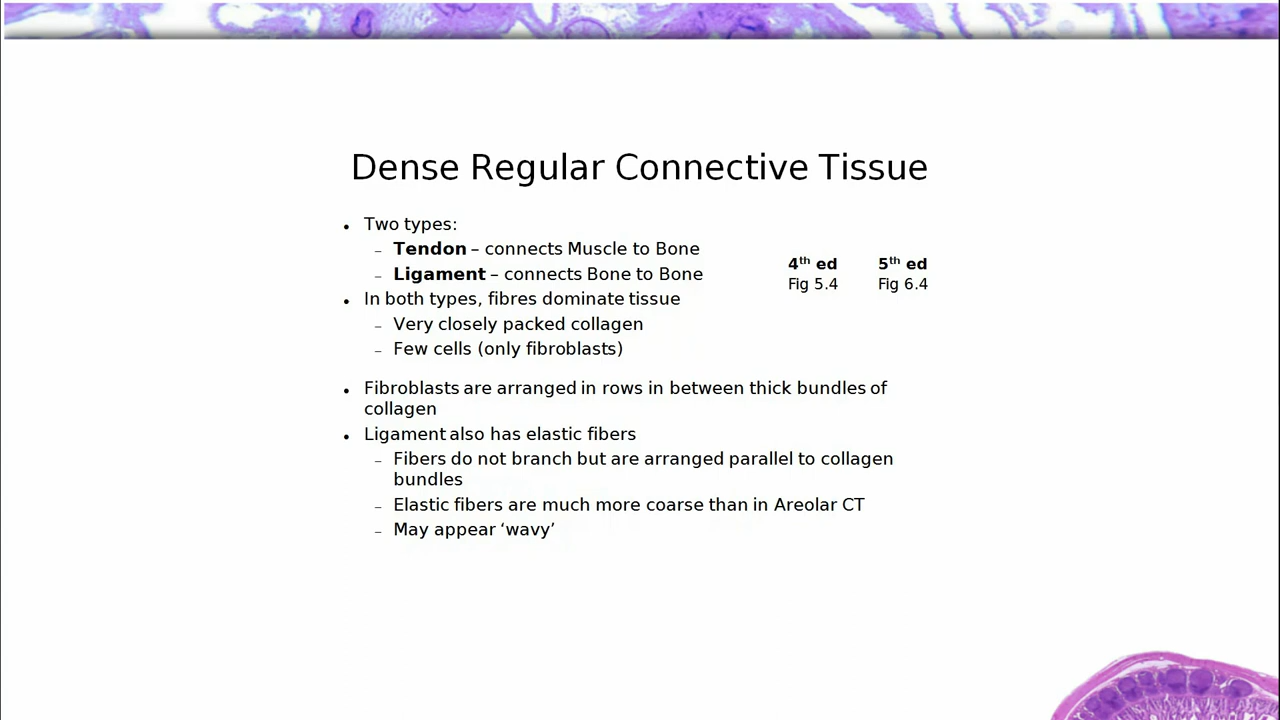 Dense Regular Connective Tissue
• Two types:
– Tendon – connects Muscle to Bone
– Ligament – connects Bone to Bone
• In both types, fibres dominate tissue
– Very closely packed collagen
– Few cells (only fibroblasts)
• Fibroblasts are arranged in rows in between thick bundles of
collagen
• Ligament also has elastic fibers
– Fibers do not branch but are arranged parallel to collagen
bundles
– Elastic fibers are much more coarse than in Areolar CT
– May appear ‘wavy’
4th ed 5th ed
Fig 5.4 Fig 6.4